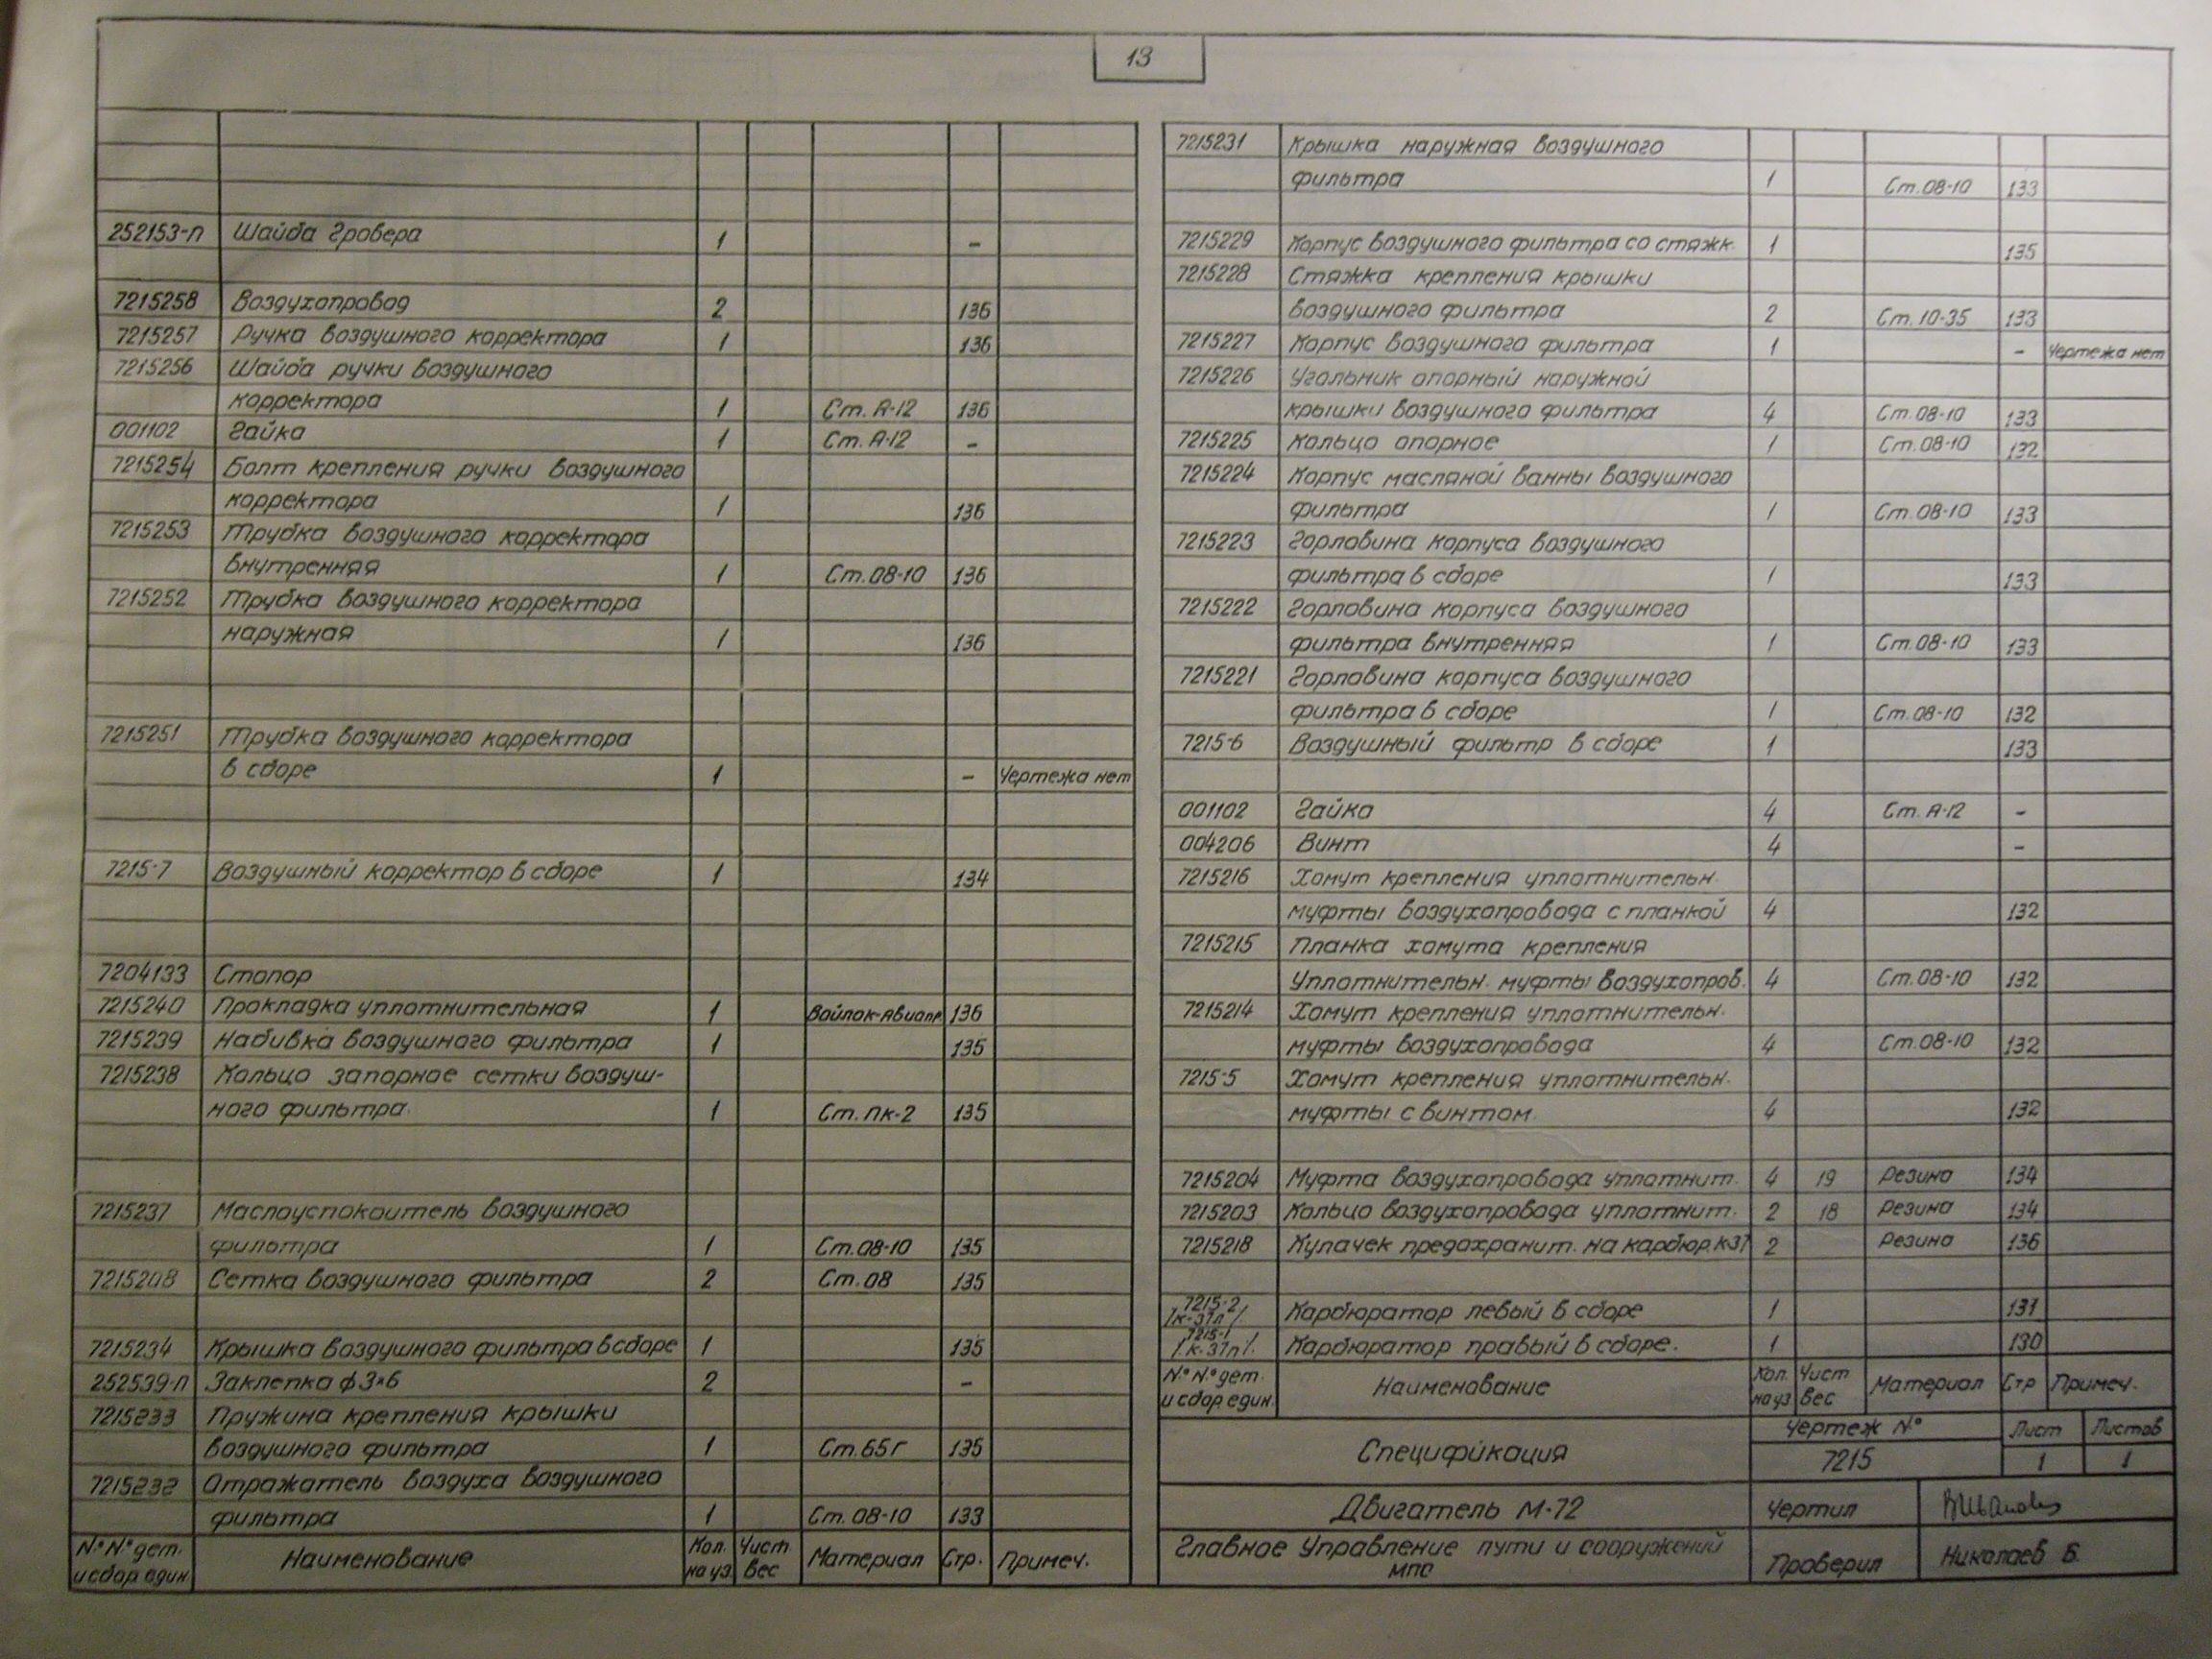 13
252153-П Шайба Гровера 1 –
7215258 Воздухопровод 2 136
7215257 Ручка воздушного корректора 1 136
7215256 Шайба ручки воздушного
корректора 1 Ст. А-12 136
001102 Гайка 1 Ст. А-12 –
7215254 Болт крепления ручки воздушного
корректора 1 136
7215253 Трубка воздушного корректора
внутренняя 1 Ст. 08-10 136
7215252 Трубка воздушного корректора
наружная 1 136
7215251 Трубка воздушного корректора
в сборе 1 – Чертежа нет
7215-7 Воздушный корректор в сборе 1 134
7204133 Стопор
7215240 Прокладка уплотнительная 1 Войлок-Авиапр. 136
7215239 Набивка воздушного фильтра 1 135
7215238 Кольцо запорное сетки воздуш-
ного фильтра. 1 Ст. ПК-2 135
7215237 Маслоуспокоитель воздушного
фильтра 1 Ст. 08-10 135
7215208 Сетка воздушного фильтра 2 Ст. 08 135
7215234 Крышка воздушного фильтра в сборе 1 135
252539-П Заклепка ф 3×6 2 –
7215233 Пружина крепления крышки
воздушного фильтра 1 Ст. 65г 135
7215232 Отражатель воздуха воздушного
фильтра 1 Ст. 08-10 133
N.º N.º дет. Кол. Чист.
и сбор един. Наименование на уз. вес Материал Стр. Примеч.
7215231 Крышка наружная воздушного
фильтра 1 Ст. 08-10 133
7215229 Корпус воздушного фильтра со стяжк. 1 135
7215228 Стяжка крепления крышки
воздушного фильтра 2 Ст. 10-35 133
7215227 Корпус воздушного фильтра 1 – Чертежа нет
7215226 Угольник опорный наружной
крышки воздушного фильтра 4 Ст. 08-10 133
7215225 Кольцо опорное 1 Ст. 08-10 132
7215224 Корпус масляной ванны воздушного
фильтра 1 Ст. 08-10 133
7215223 Горловина корпуса воздушного
фильтра в сборе 1 133
7215222 Горловина корпуса воздушного
фильтра внутренняя 1 Ст. 08-10 133
7215221 Горловина корпуса воздушного
фильтра в сборе 1 Ст. 08-10 132
7215-6 Воздушный фильтр в сборе 1 133
001102 Гайка 4 Ст. А-12 –
004206 Винт 4 –
7215216 Хомут крепления уплотнительн.
муфты воздухопровода с планкой 4 132
7215215 Планка хомута крепления
Уплотнительн. муфты воздухопров. 4 Ст. 08-10 132
7215214 Хомут крепления уплотнительн.
муфты воздухопровода 4 Ст. 08-10 132
7215-5 Хомут крепления уплотнительн.
муфты с винтом. 4 132
7215204 Муфта воздухопровода уплотнит. 4 19 Резина 134
7215203 Кольцо воздухопровода уплотнит. 2 18 Резина 134
7215218 Кулачек предохранит. на карбюр. К-37 2 Резина 136
7215-2
/К-37л/ Карбюратор левый в сборе 1 131
7215-1
/К-37п/ Карбюратор правый в сборе. 1 130
N.º N.º дет. Кол. Чист
и сбор. един. Наименование на уз. вес Материал Стр Примеч.
Спецификация Чертеж N.º Лист Листов
7215 1 1
Двигатель М-72 Чертил
Главное Управление пути и сооружений
МПС Проверил Николаев Б.